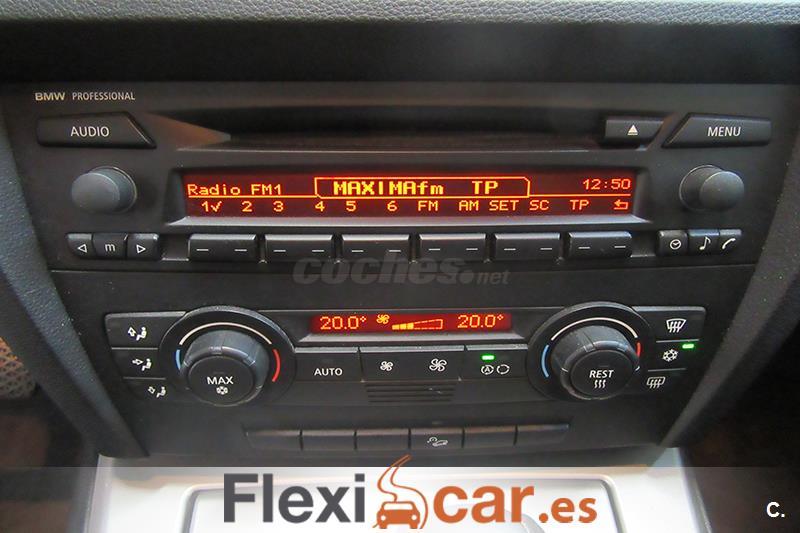 BMW PROFESSIONAL
AUDIO
MENU
Radio FM1 MAXIMAfm TP 12:50
1✓ 2 3 4 5 6 FM AM SET SC TP
m
coches.net
20.0° 20.0°
MAX
AUTO
A
REST
Flexicar.es
C.